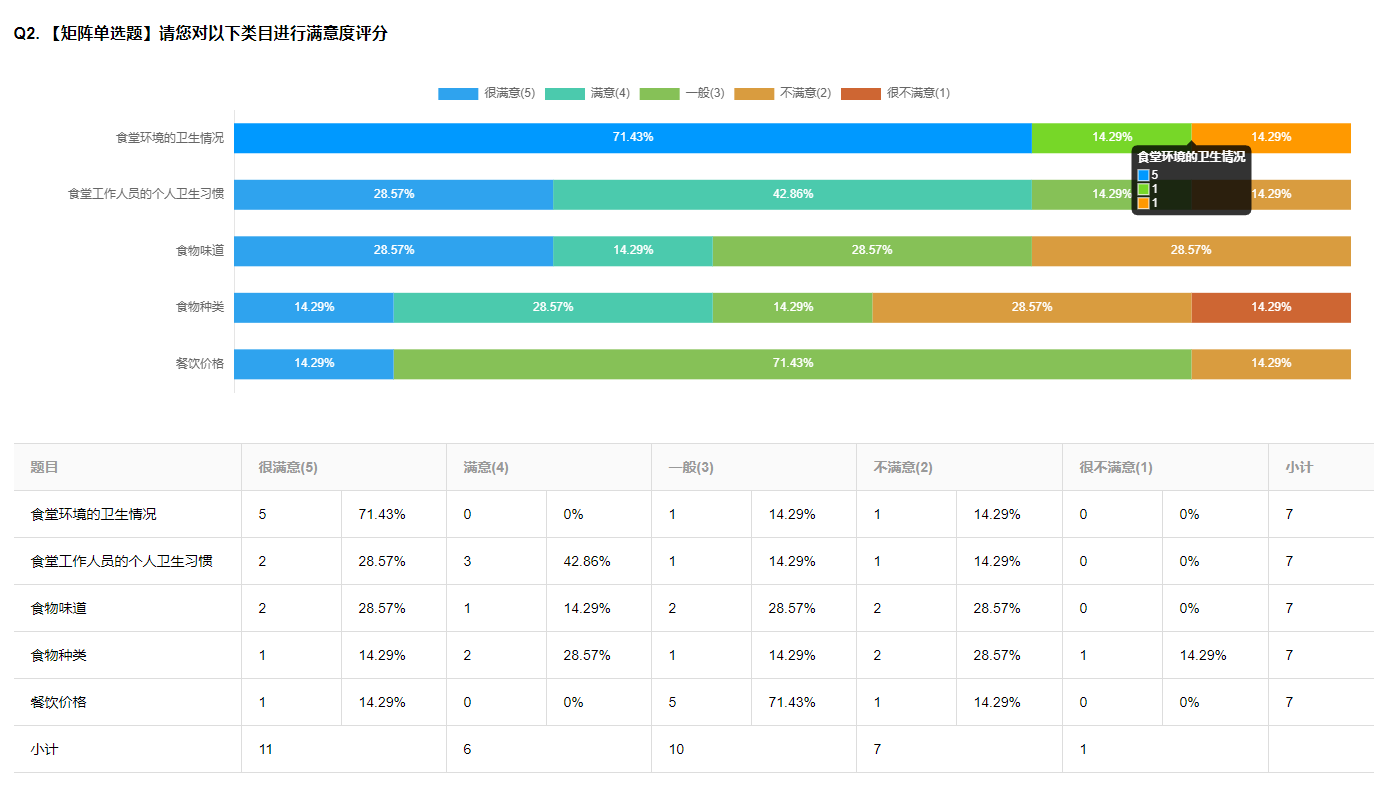 Q2. 【矩阵单选题】请您对以下类目进行满意度评分
很满意(5) 满意(4) 一般(3) 不满意(2) 很不满意(1)
食堂环境的卫生情况 71.43% 14.29% 14.29%
食堂环境的卫生情况
5
1
1
食堂工作人员的个人卫生习惯 28.57% 42.86% 14.29% 14.29%
食物味道 28.57% 14.29% 28.57% 28.57%
食物种类 14.29% 28.57% 14.29% 28.57% 14.29%
餐饮价格 14.29% 71.43% 14.29%
题目 很满意(5) 满意(4) 一般(3) 不满意(2) 很不满意(1) 小计
食堂环境的卫生情况 5 71.43% 0 0% 1 14.29% 1 14.29% 0 0% 7
食堂工作人员的个人卫生习惯 2 28.57% 3 42.86% 1 14.29% 1 14.29% 0 0% 7
食物味道 2 28.57% 1 14.29% 2 28.57% 2 28.57% 0 0% 7
食物种类 1 14.29% 2 28.57% 1 14.29% 2 28.57% 1 14.29% 7
餐饮价格 1 14.29% 0 0% 5 71.43% 1 14.29% 0 0% 7
小计 11 6 10 7 1